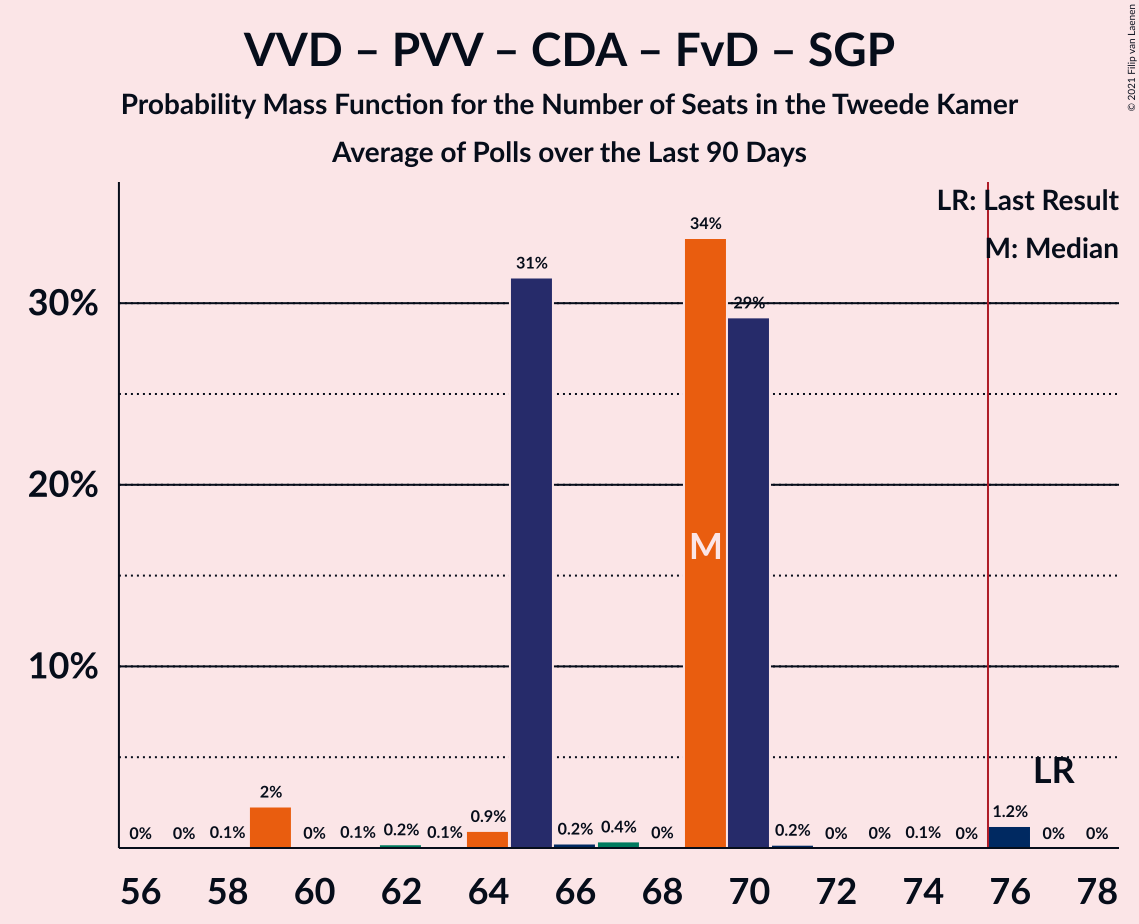 VVD – PVV – CDA – FvD – SGP
Probability Mass Function for the Number of Seats in the Tweede Kamer
Average of Polls over the Last 90 Days
© 2021 Filip van Laenen
LR: Last Result
M: Median
30%
20%
10%
0% 0% 0.1% 2% 0% 0.1% 0.2% 0.1% 0.9% 31% 0.2% 0.4% 0% 34% 29% 0.2% 0% 0% 0.1% 0% 1.2% 0% 0%
M
LR
56 58 60 62 64 66 68 70 72 74 76 78